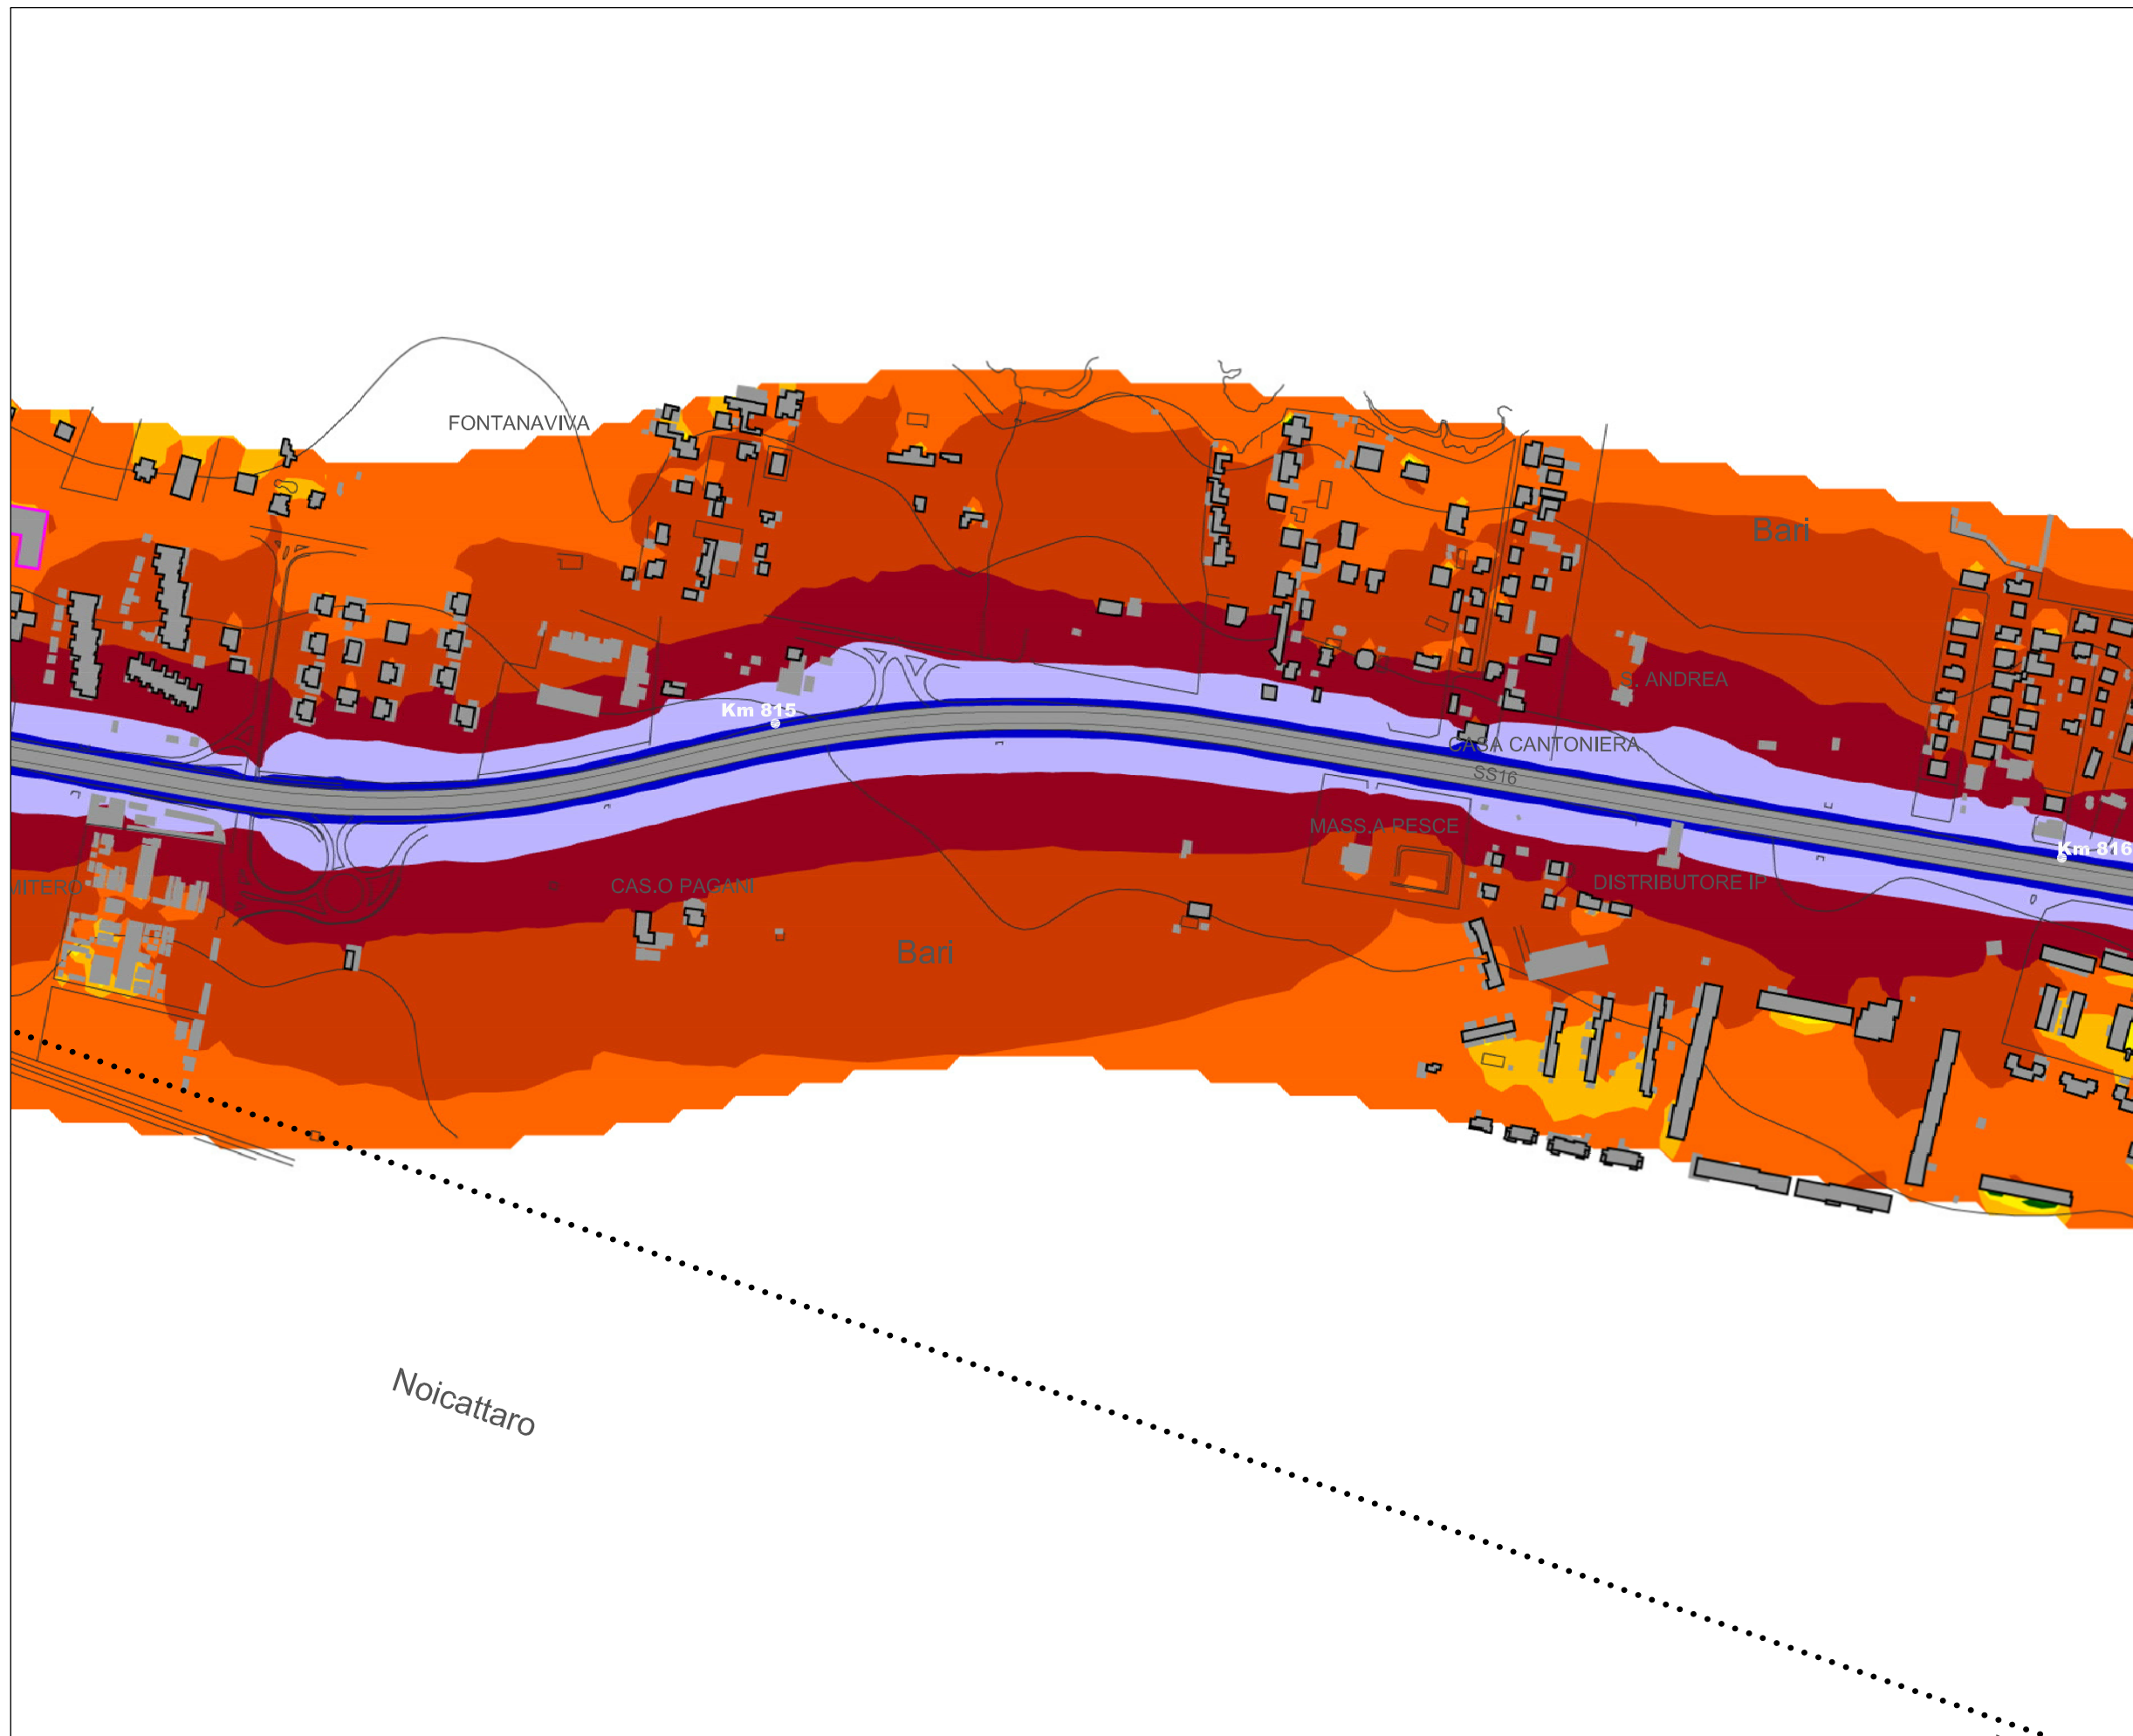 FONTANAVIVA
Bari
S. ANDREA
Km 815
CASA CANTONIERA
SS16
MASS.A PESCE
Km 816
DISTRIBUTORE IP
MITERO
CAS.O PAGANI
Bari
Noicattaro